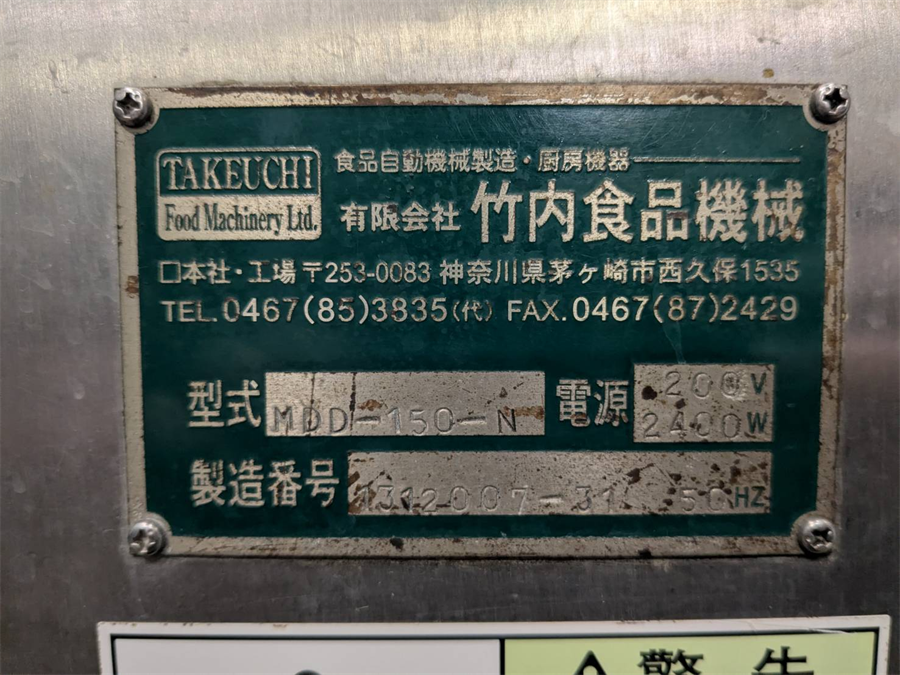 TAKEUCHI
Food Machinery Ltd.
食品自動機械製造・厨房機器
有限会社 竹内食品機械
□本社・工場〒253-0083 神奈川県茅ヶ崎市西久保1535
TEL.0467(85)3835(代) FAX.0467(87)2429
型式 MDD-150-N 電源 200V
2400W
製造番号 1312007-31 50HZ
警告